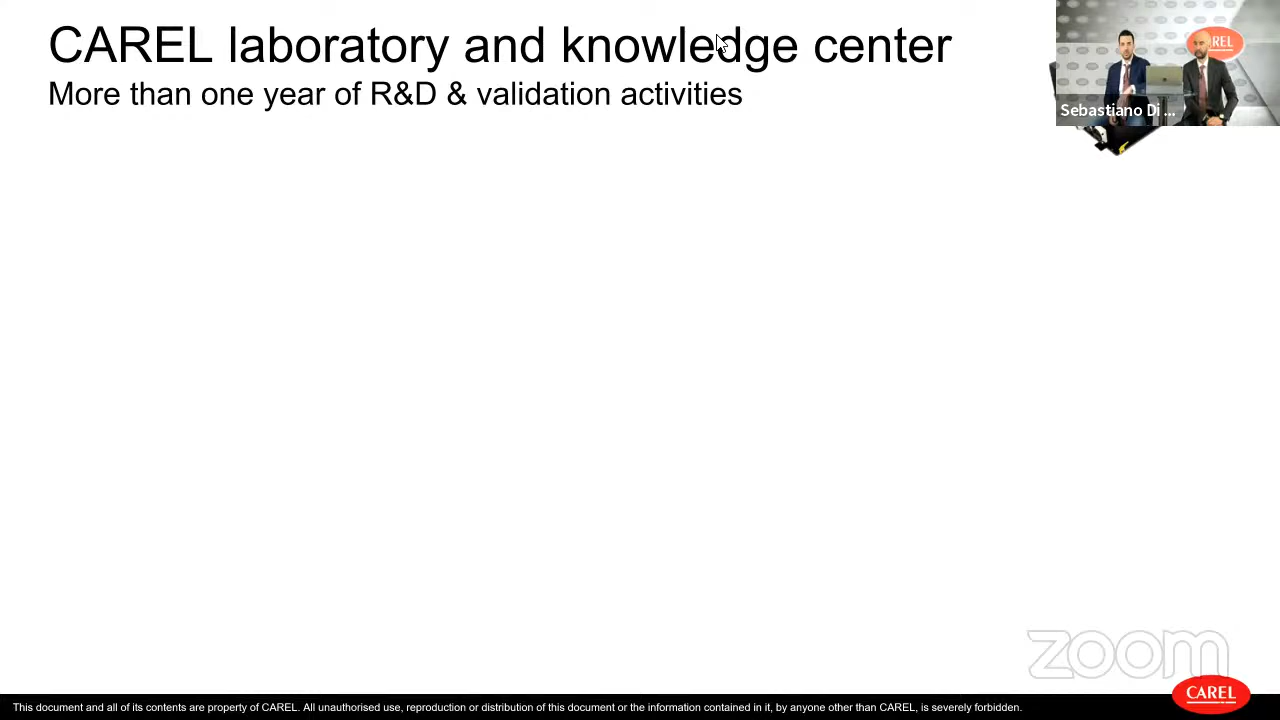 CAREL laboratory and knowledge center
More than one year of R&D & validation activities
REL
Sebastiano Di ...
zoom
CAREL
This document and all of its contents are property of CAREL. All unauthorised use, reproduction or distribution of this document or the information contained in it, by anyone other than CAREL, is severely forbidden.